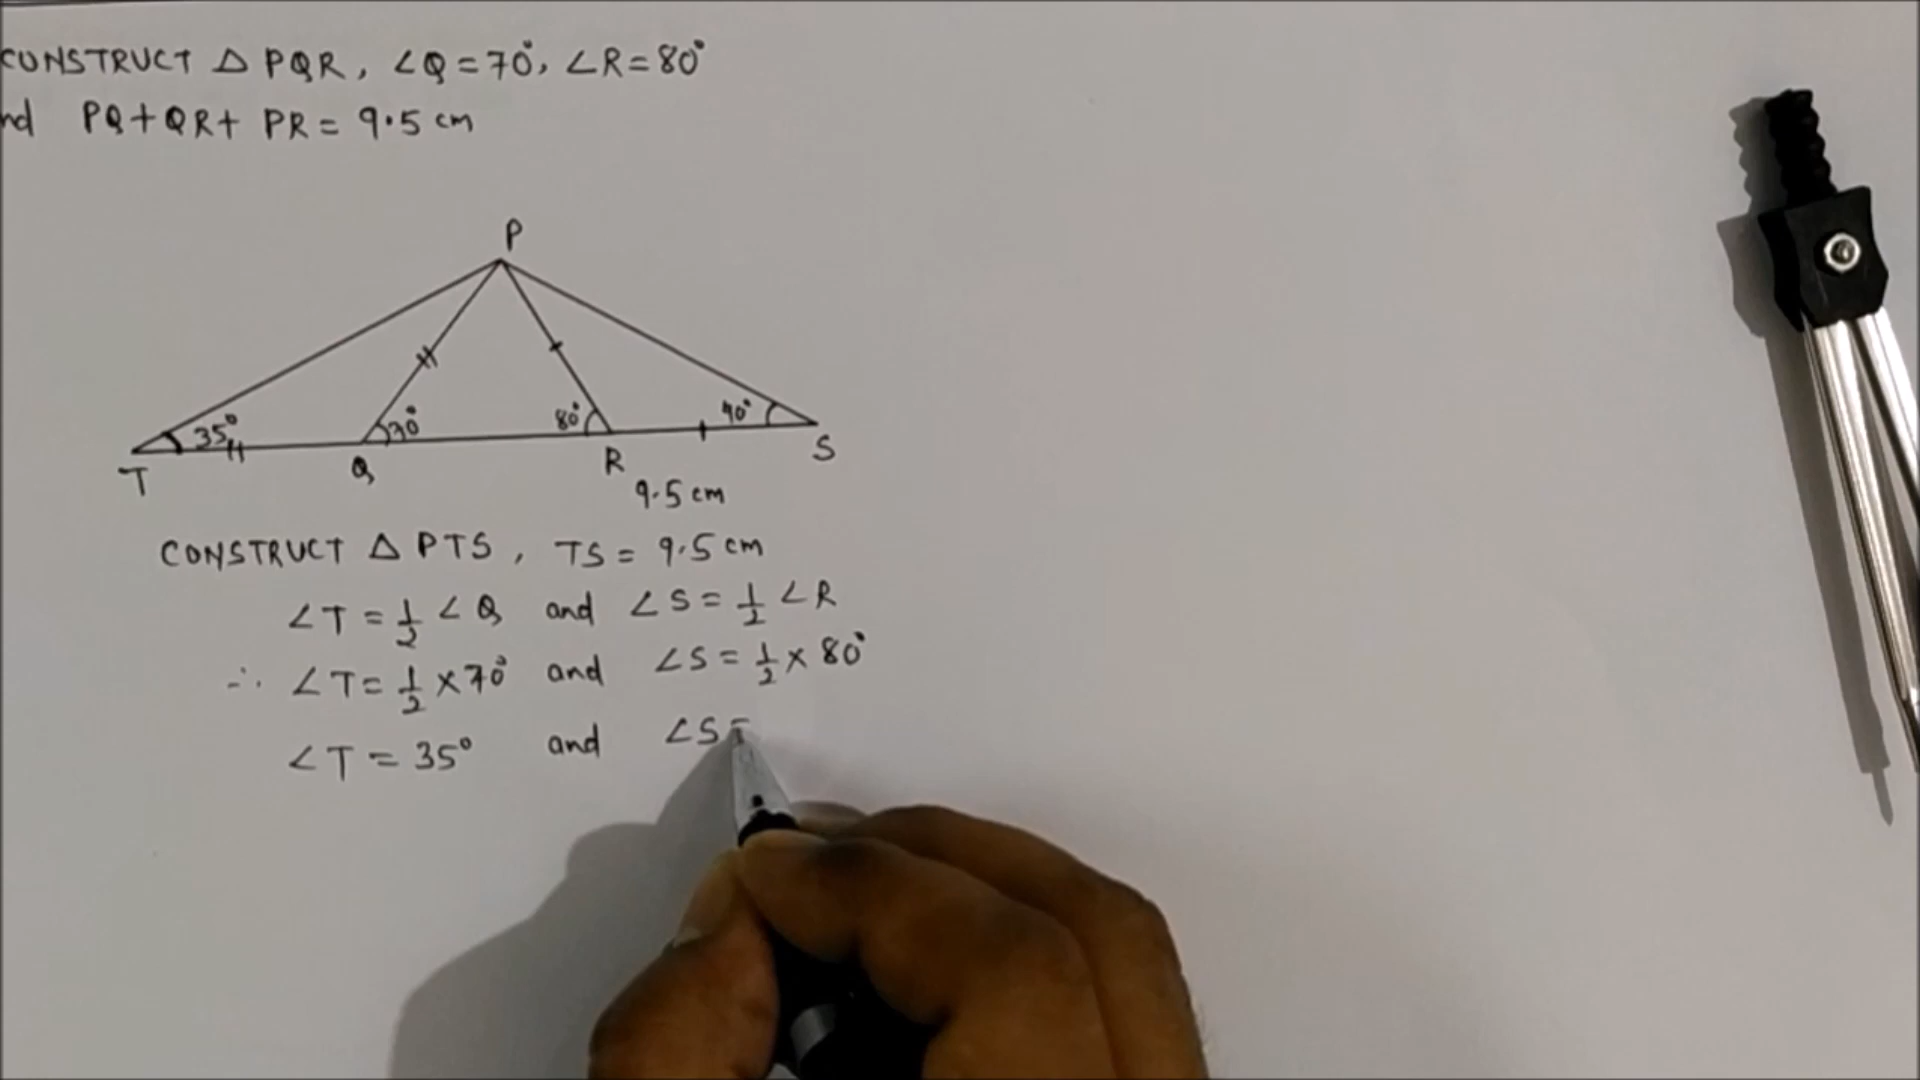 CONSTRUCT △ PQR, ∠Q=70°, ∠R=80°
nd PQ+QR+ PR= 9.5 cm
P
35° 70° 80° 40°
T Q R S
9.5 cm
CONSTRUCT △ PTS, TS= 9.5 cm
∠T = 1/2 ∠Q and ∠S= 1/2 ∠R
∴ ∠T= 1/2 ×70° and ∠S= 1/2 × 80°
∠T = 35° and ∠S=